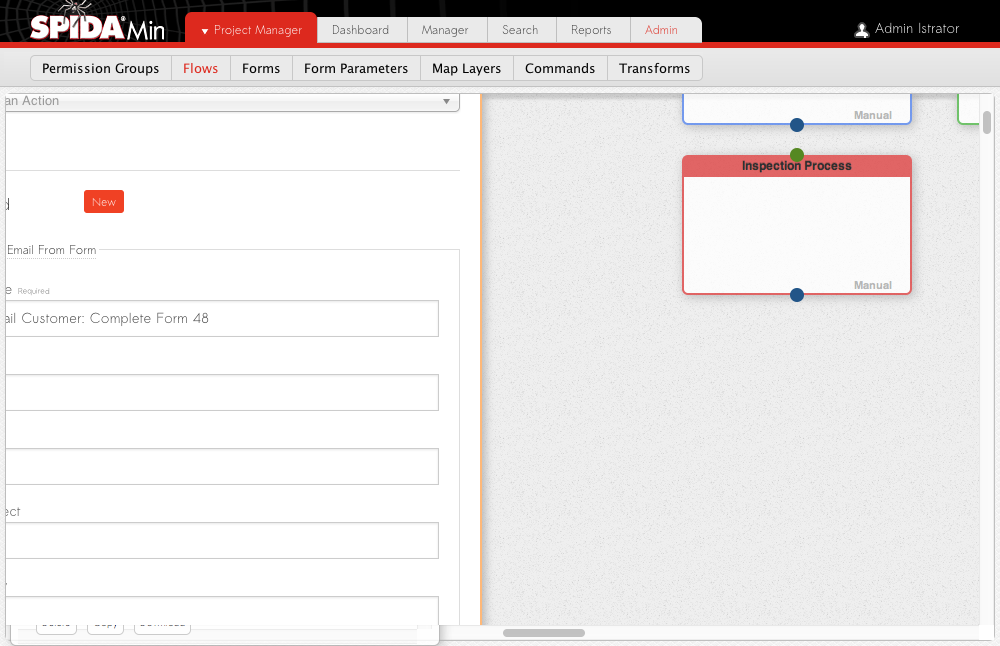 SPIDA Min
Project Manager Dashboard Manager Search Reports Admin
Admin Istrator
Permission Groups Flows Forms Form Parameters Map Layers Commands Transforms
an Action
Manual
New
Inspection Process
Email From Form
Required
Manual
ail Customer: Complete Form 48
ect
Copy Download